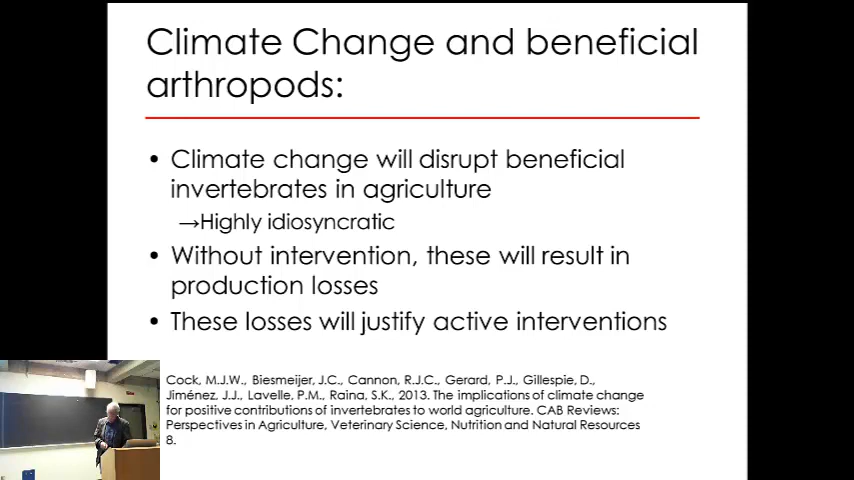 Climate Change and beneficial
arthropods:
• Climate change will disrupt beneficial
invertebrates in agriculture
→Highly idiosyncratic
• Without intervention, these will result in
production losses
• These losses will justify active interventions
Cock, M.J.W., Biesmeijer, J.C., Cannon, R.J.C., Gerard, P.J., Gillespie, D.,
Jiménez, J.J., Lavelle, P.M., Raina, S.K., 2013. The implications of climate change
for positive contributions of invertebrates to world agriculture. CAB Reviews:
Perspectives in Agriculture, Veterinary Science, Nutrition and Natural Resources
8.